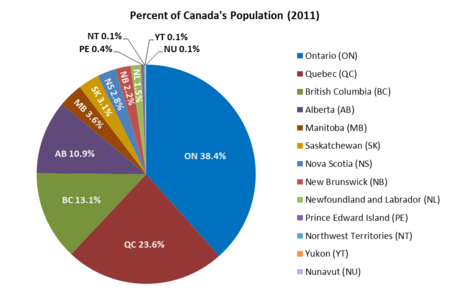 Percent of Canada's Population (2011)
NT 0.1%
YT 0.1%
PE 0.4%
NU 0.1%
NL 1.5%
NB 2.2%
NS 2.8%
SK 3.1%
MB 3.6%
AB 10.9%
ON 38.4%
BC 13.1%
QC 23.6%
Ontario (ON)
Quebec (QC)
British Columbia (BC)
Alberta (AB)
Manitoba (MB)
Saskatchewan (SK)
Nova Scotia (NS)
New Brunswick (NB)
Newfoundland and Labrador (NL)
Prince Edward Island (PE)
Northwest Territories (NT)
Yukon (YT)
Nunavut (NU)